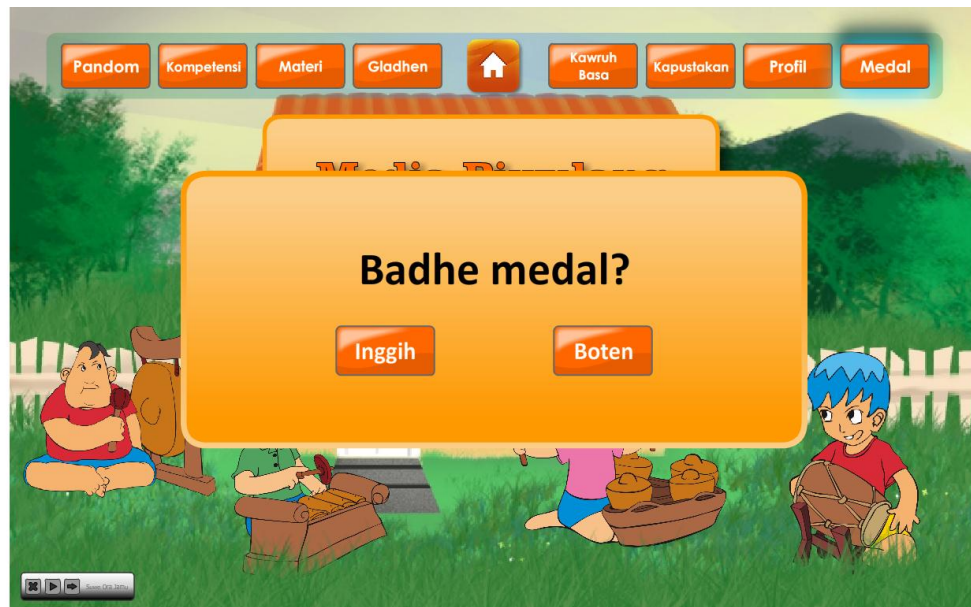 Pandom
Kompetensi
Materi
Gladhen
Kawruh
Basa
Kapustakan
Profil
Medal
Badhe medal?
Inggih
Boten